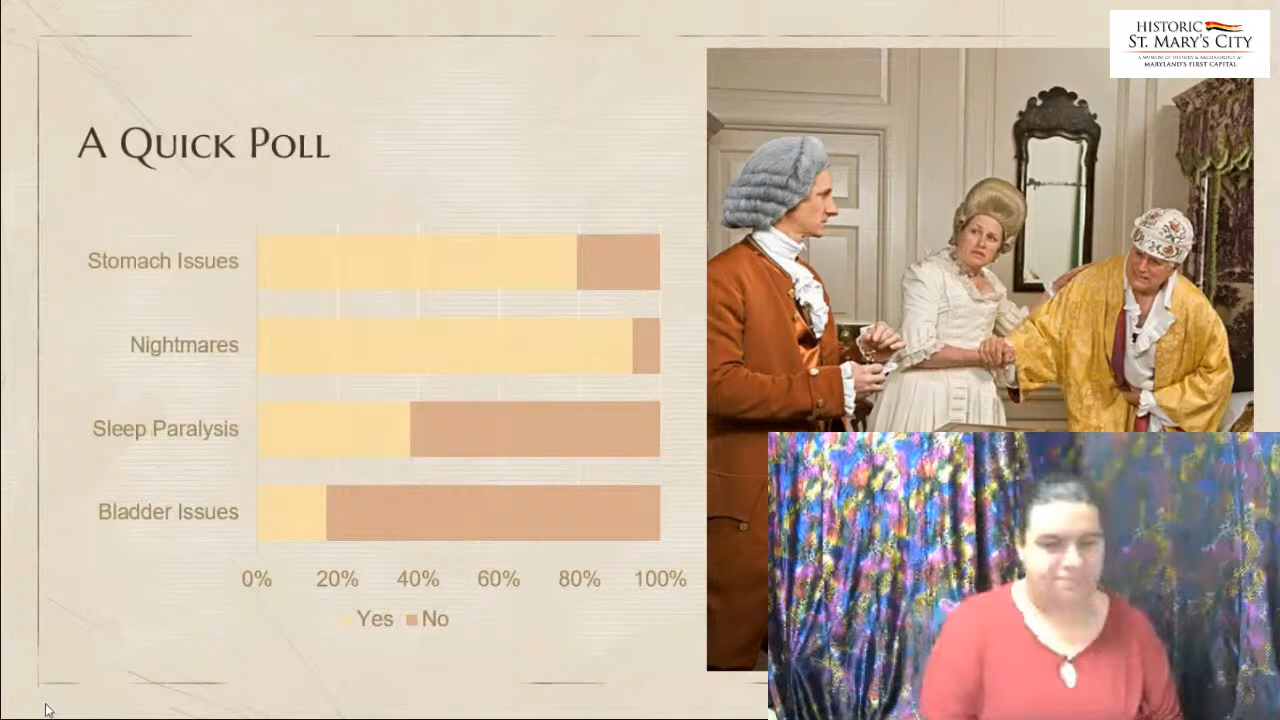 HISTORIC
ST. MARY'S CITY
A MUSEUM OF HISTORY & ARCHAEOLOGY AT
MARYLAND'S FIRST CAPITAL
A QUICK POLL
Stomach Issues
Nightmares
Sleep Paralysis
Bladder Issues
0% 20% 40% 60% 80% 100%
Yes No